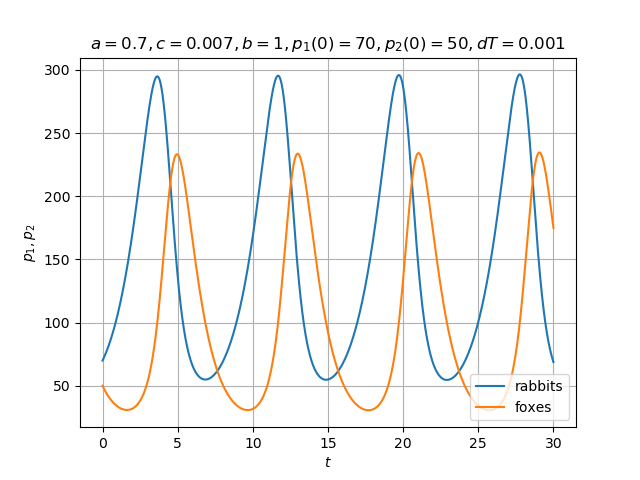 a = 0.7, c = 0.007, b = 1, p₁(0) = 70, p₂(0) = 50, dT = 0.001
300
250
200
150
100
50
p₁, p₂
0 5 10 15 20 25 30
t
rabbits
foxes